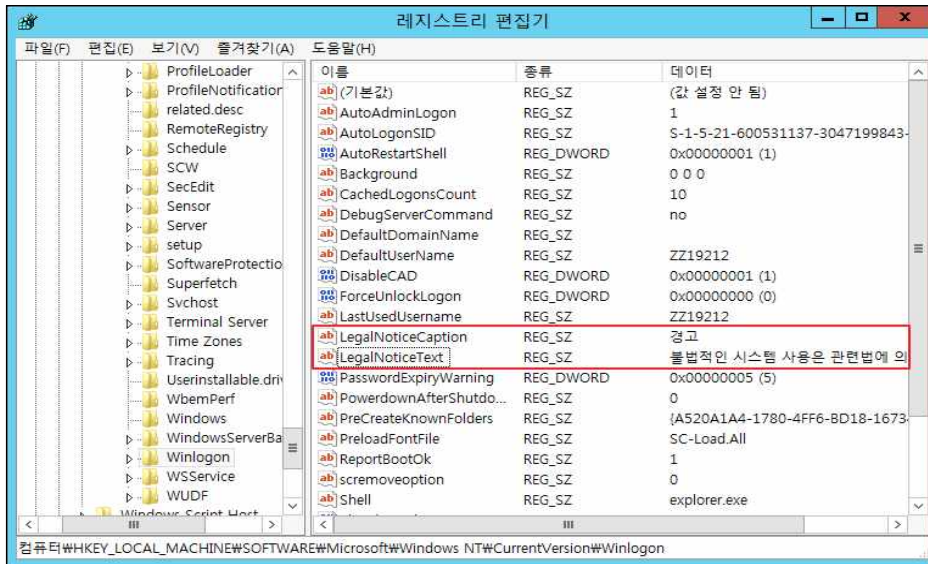 레지스트리 편집기
파일(F) 편집(E) 보기(V) 즐겨찾기(A) 도움말(H)
ProfileLoader
ProfileNotification
related.desc
RemoteRegistry
Schedule
SCW
SecEdit
Sensor
Server
setup
SoftwareProtectio
Superfetch
Svchost
Terminal Server
Time Zones
Tracing
Userinstallable.driv
WbemPerf
Windows
WindowsServerBa
Winlogon
WSService
WUDF
Windows Script Host
이름 종류 데이터
(기본값) REG_SZ (값 설정 안 됨)
AutoAdminLogon REG_SZ 1
AutoLogonSID REG_SZ S-1-5-21-600531137-3047199843-
AutoRestartShell REG_DWORD 0x00000001 (1)
Background REG_SZ 0 0 0
CachedLogonsCount REG_SZ 10
DebugServerCommand REG_SZ no
DefaultDomainName REG_SZ
DefaultUserName REG_SZ ZZ19212
DisableCAD REG_DWORD 0x00000001 (1)
ForceUnlockLogon REG_DWORD 0x00000000 (0)
LastUsedUsername REG_SZ ZZ19212
LegalNoticeCaption REG_SZ 경고
LegalNoticeText REG_SZ 불법적인 시스템 사용은 관련법에 의
PasswordExpiryWarning REG_DWORD 0x00000005 (5)
PowerdownAfterShutdo... REG_SZ 0
PreCreateKnownFolders REG_SZ {A520A1A4-1780-4FF6-BD18-1673-
PreloadFontFile REG_SZ SC-Load.All
ReportBootOk REG_SZ 1
scremoveoption REG_SZ 0
Shell REG_SZ explorer.exe
컴퓨터₩HKEY_LOCAL_MACHINE₩SOFTWARE₩Microsoft₩Windows NT₩CurrentVersion₩Winlogon